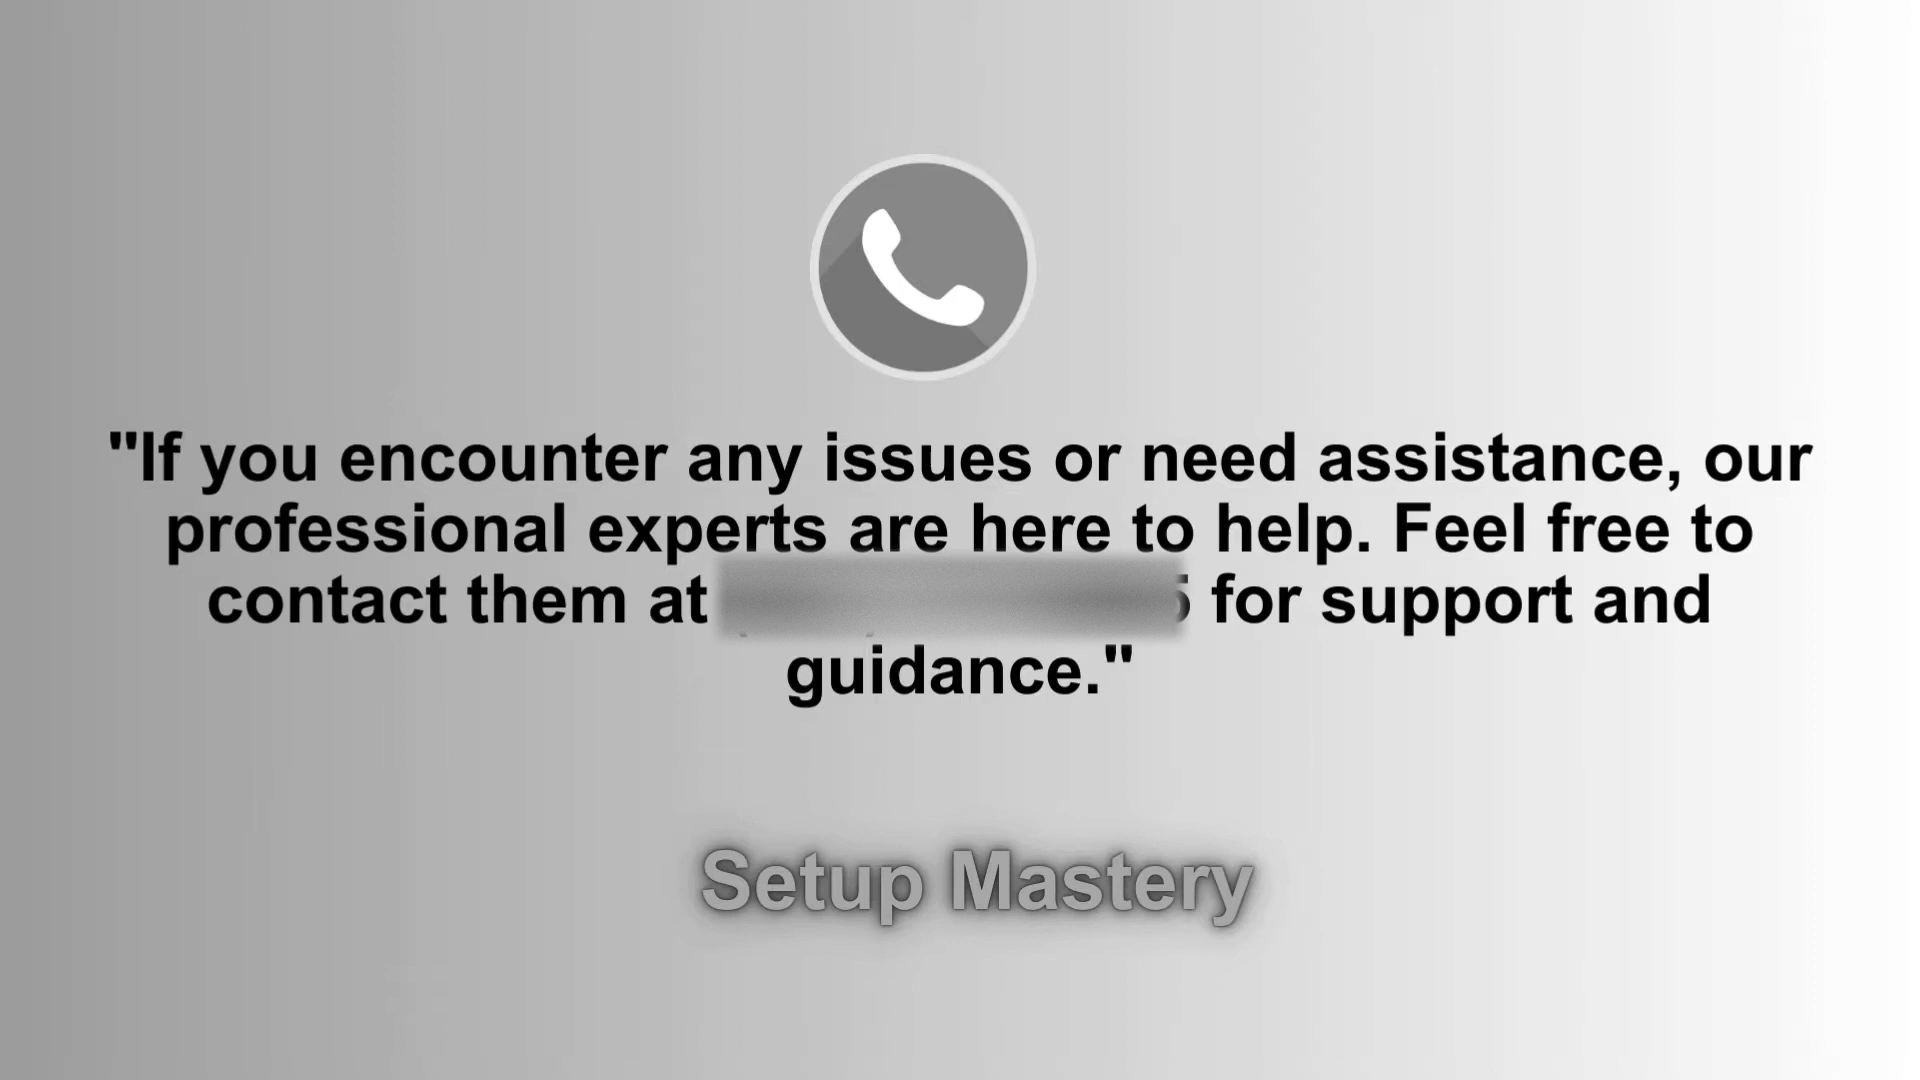 "If you encounter any issues or need assistance, our
professional experts are here to help. Feel free to
contact them at for support and
guidance."
Setup Mastery